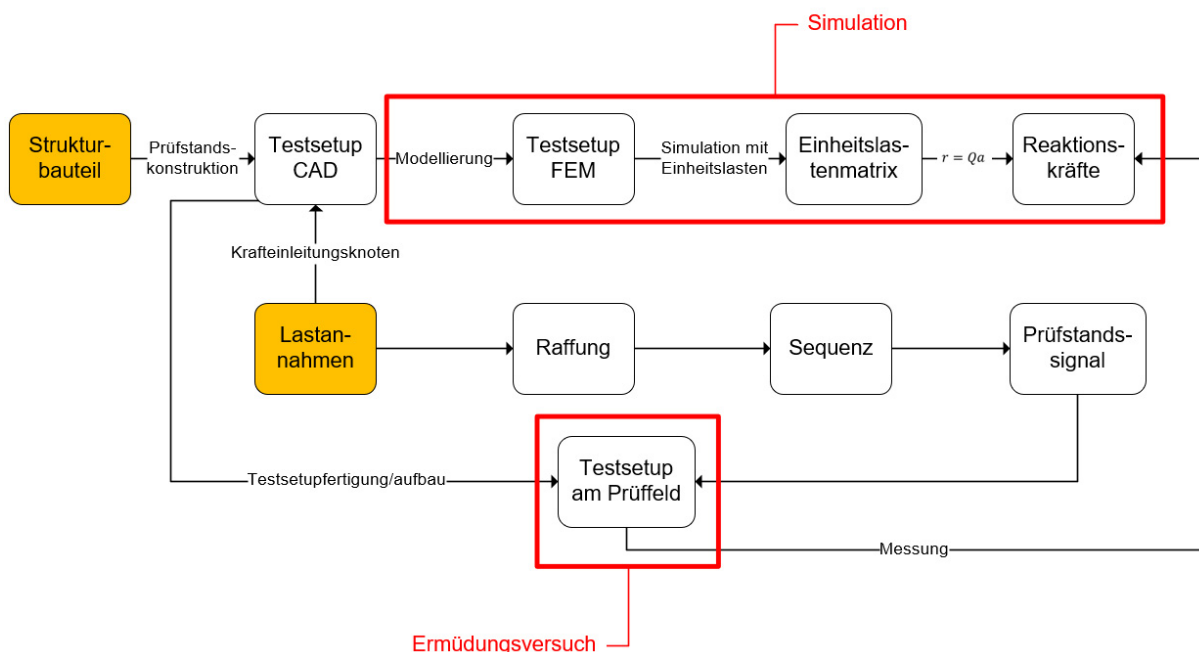 Simulation
Struktur-
bauteil
Prüfstands-
konstruktion
Testsetup
CAD
Modellierung
Testsetup
FEM
Simulation mit
Einheitslasten
Einheitslas-
tenmatrix
r = Qa
Reaktions-
kräfte
Krafteinleitungsknoten
Lastan-
nahmen
Raffung
Sequenz
Prüfstands-
signal
Testsetupfertigung/aufbau
Testsetup
am Prüffeld
Messung
Ermüdungsversuch